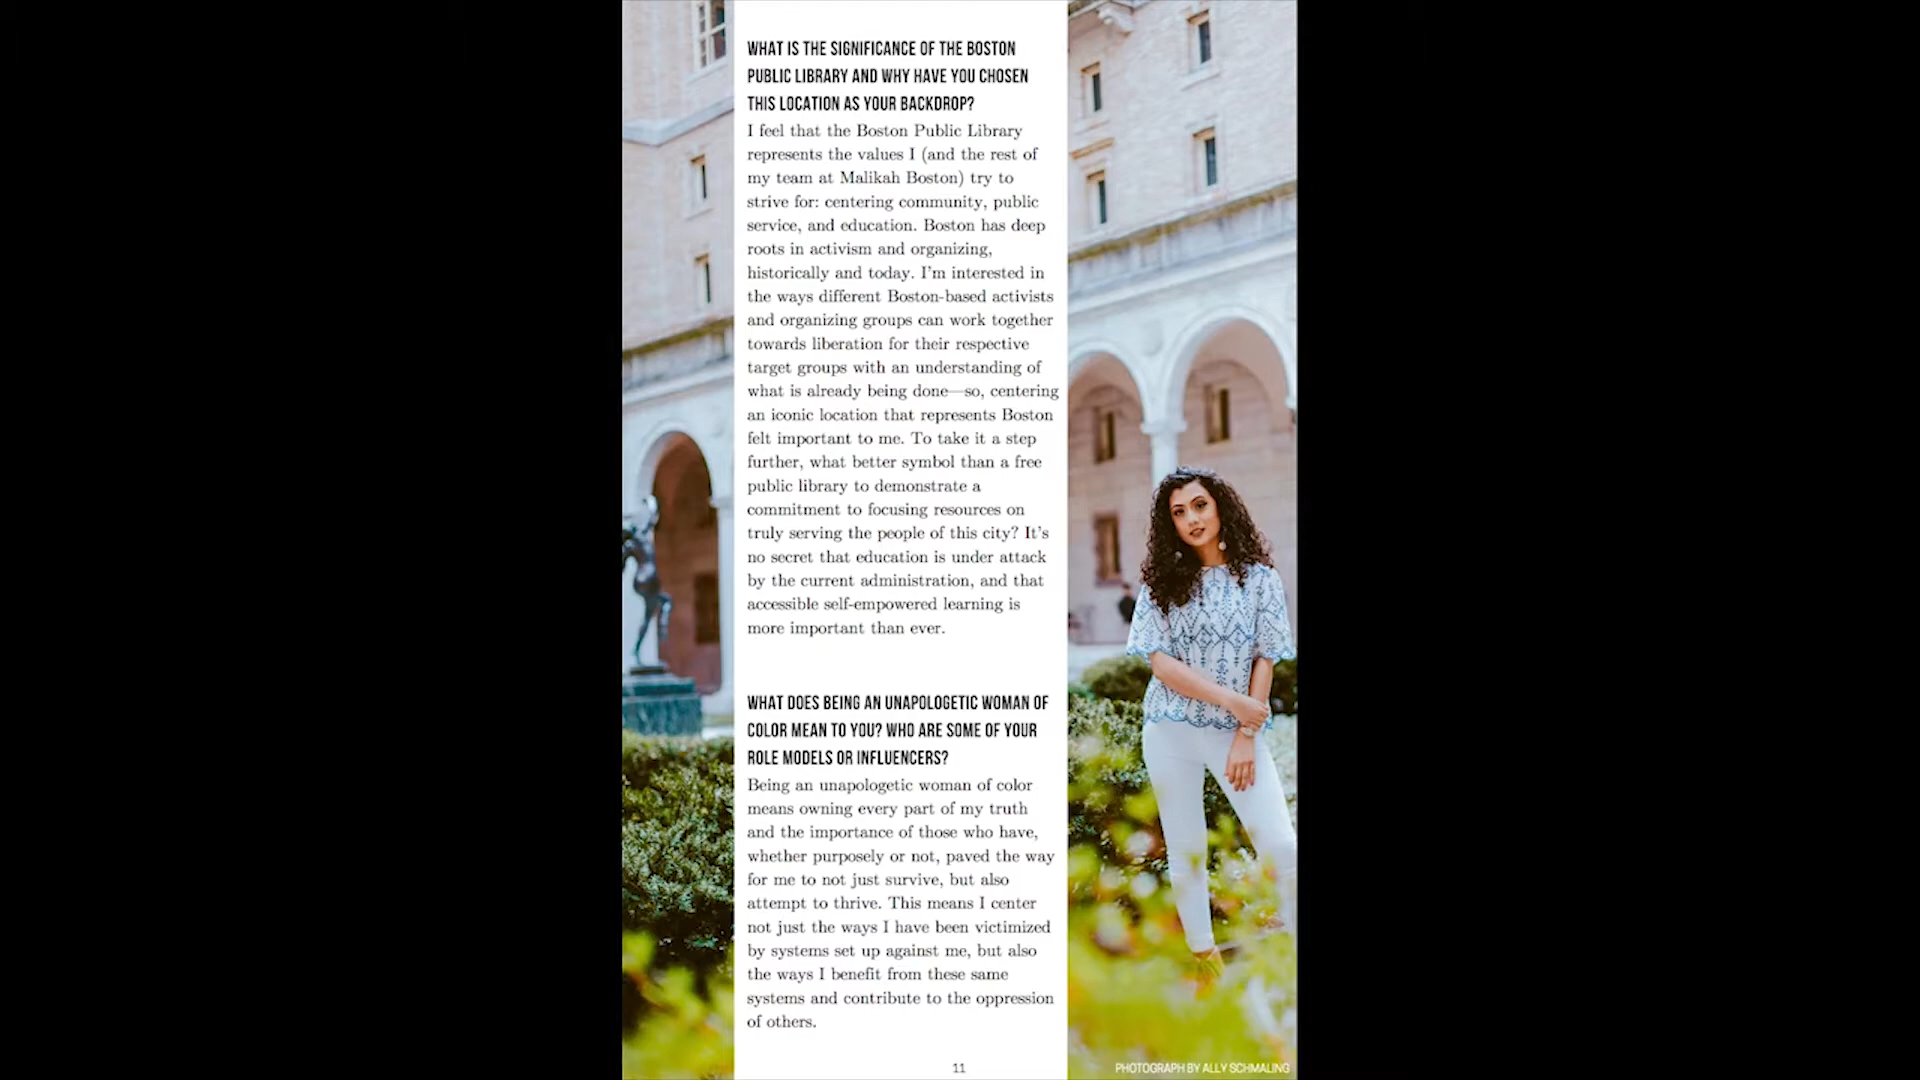 WHAT IS THE SIGNIFICANCE OF THE BOSTON
PUBLIC LIBRARY AND WHY HAVE YOU CHOSEN
THIS LOCATION AS YOUR BACKDROP?
I feel that the Boston Public Library
represents the values I (and the rest of
my team at Malikah Boston) try to
strive for: centering community, public
service, and education. Boston has deep
roots in activism and organizing,
historically and today. I'm interested in
the ways different Boston-based activists
and organizing groups can work together
towards liberation for their respective
target groups with an understanding of
what is already being done—so, centering
an iconic location that represents Boston
felt important to me. To take it a step
further, what better symbol than a free
public library to demonstrate a
commitment to focusing resources on
truly serving the people of this city? It's
no secret that education is under attack
by the current administration, and that
accessible self-empowered learning is
more important than ever.
WHAT DOES BEING AN UNAPOLOGETIC WOMAN OF
COLOR MEAN TO YOU? WHO ARE SOME OF YOUR
ROLE MODELS OR INFLUENCERS?
Being an unapologetic woman of color
means owning every part of my truth
and the importance of those who have,
whether purposely or not, paved the way
for me to not just survive, but also
attempt to thrive. This means I center
not just the ways I have been victimized
by systems set up against me, but also
the ways I benefit from these same
systems and contribute to the oppression
of others.
11
PHOTOGRAPH BY ALLY SCHMALING